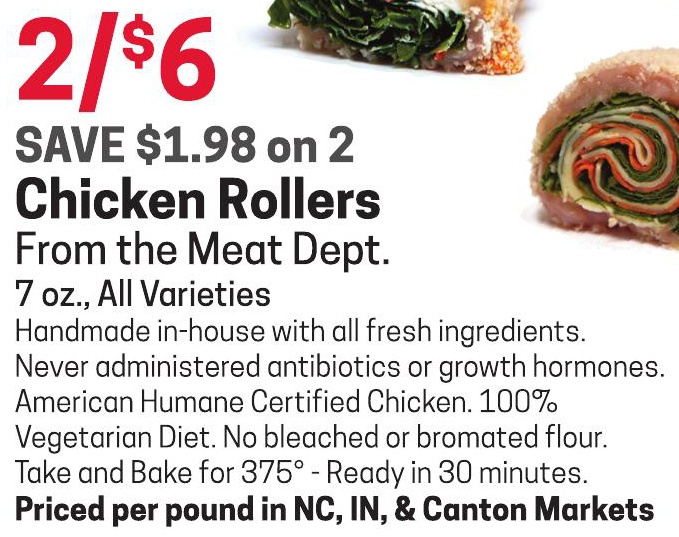 2/$6
SAVE $1.98 on 2
Chicken Rollers
From the Meat Dept.
7 oz., All Varieties
Handmade in-house with all fresh ingredients.
Never administered antibiotics or growth hormones.
American Humane Certified Chicken. 100%
Vegetarian Diet. No bleached or bromated flour.
Take and Bake for 375° - Ready in 30 minutes.
Priced per pound in NC, IN, & Canton Markets